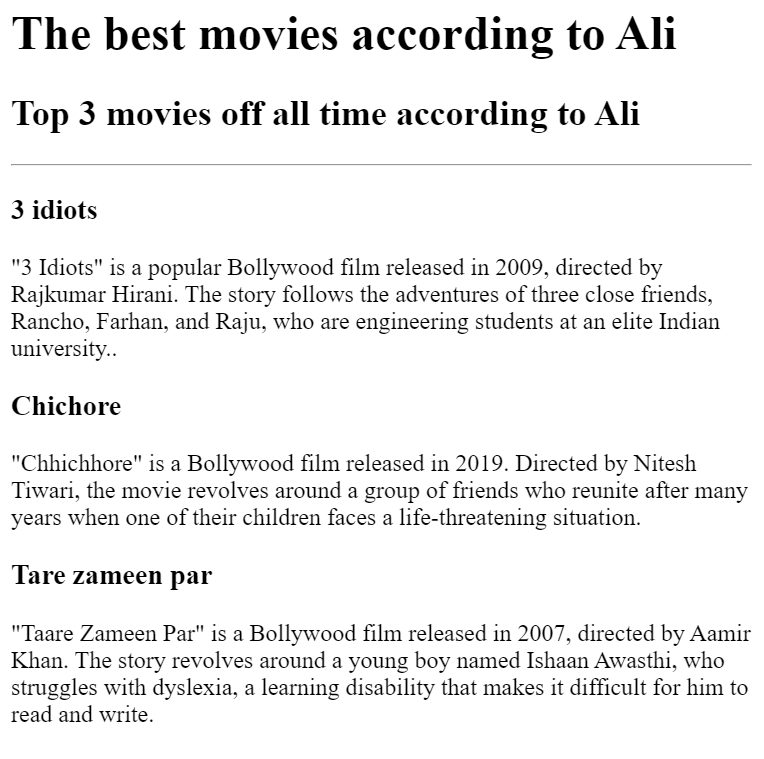 The best movies according to Ali
Top 3 movies off all time according to Ali
3 idiots
"3 Idiots" is a popular Bollywood film released in 2009, directed by
Rajkumar Hirani. The story follows the adventures of three close friends,
Rancho, Farhan, and Raju, who are engineering students at an elite Indian
university..
Chichore
"Chhichhore" is a Bollywood film released in 2019. Directed by Nitesh
Tiwari, the movie revolves around a group of friends who reunite after many
years when one of their children faces a life-threatening situation.
Tare zameen par
"Taare Zameen Par" is a Bollywood film released in 2007, directed by Aamir
Khan. The story revolves around a young boy named Ishaan Awasthi, who
struggles with dyslexia, a learning disability that makes it difficult for him to
read and write.